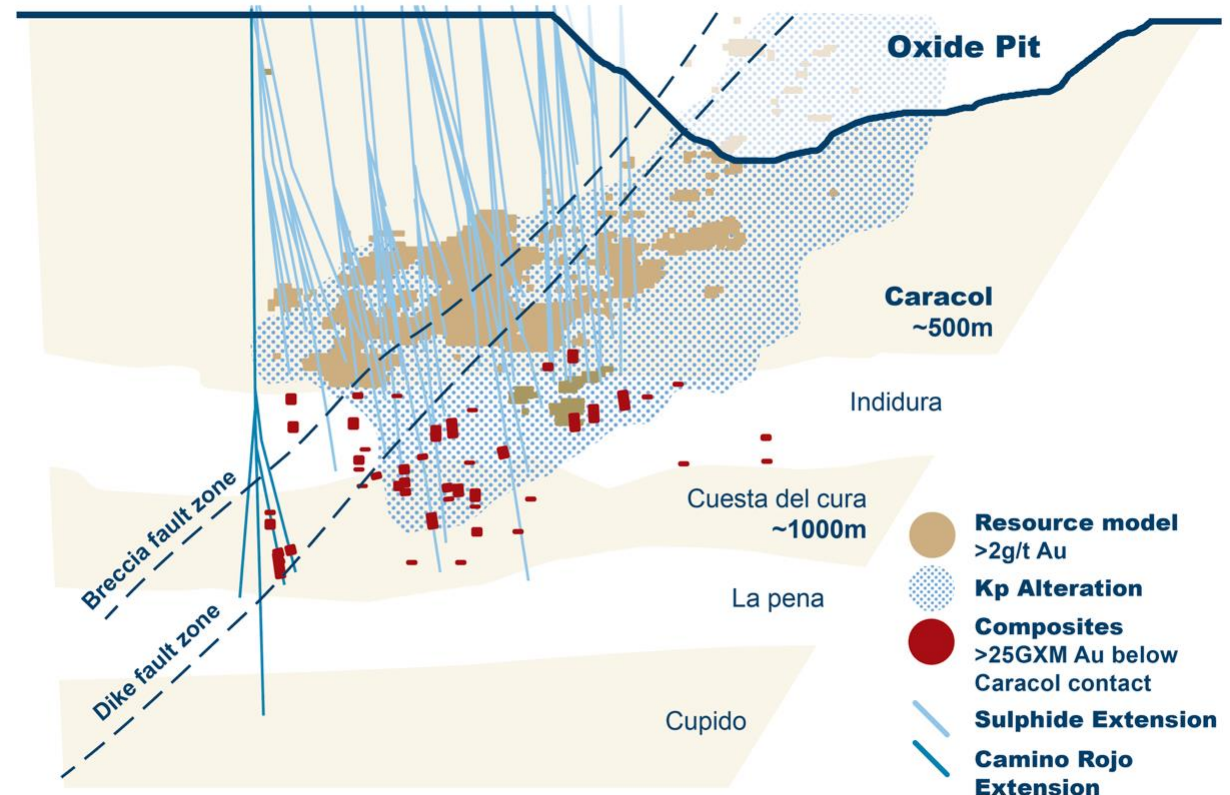 Oxide Pit
Caracol
~500m
Indidura
Breccia fault zone
Cuesta del cura
~1000m
Dike fault zone
La pena
Cupido
Resource model
>2g/t Au
Kp Alteration
Composites
>25GXM Au below
Caracol contact
Sulphide Extension
Camino Rojo
Extension